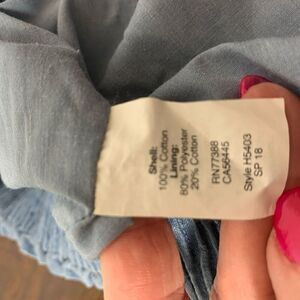 Shell:
100% Cotton
Lining:
80% Polyester
20% Cotton
RN77388
CA56445
Style H5403
SP 18